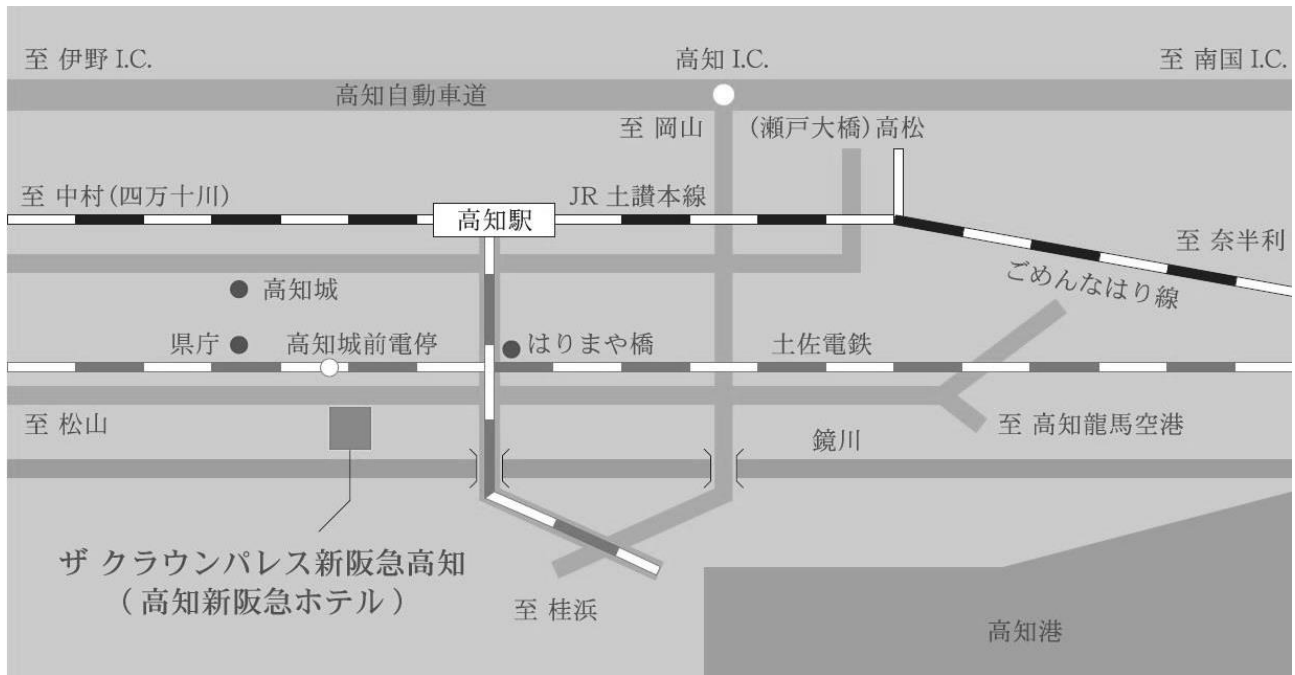 至 伊野 I.C.
高知 I.C.
至 南国 I.C.
高知自動車道
至 岡山
(瀬戸大橋)高松
至 中村(四万十川)
JR 土讃本線
高知駅
至 奈半利
ごめんなはり線
高知城
県庁
高知城前電停
はりまや橋
土佐電鉄
至 松山
至 高知龍馬空港
鏡川
ザ クラウンパレス新阪急高知
(高知新阪急ホテル)
至 桂浜
高知港